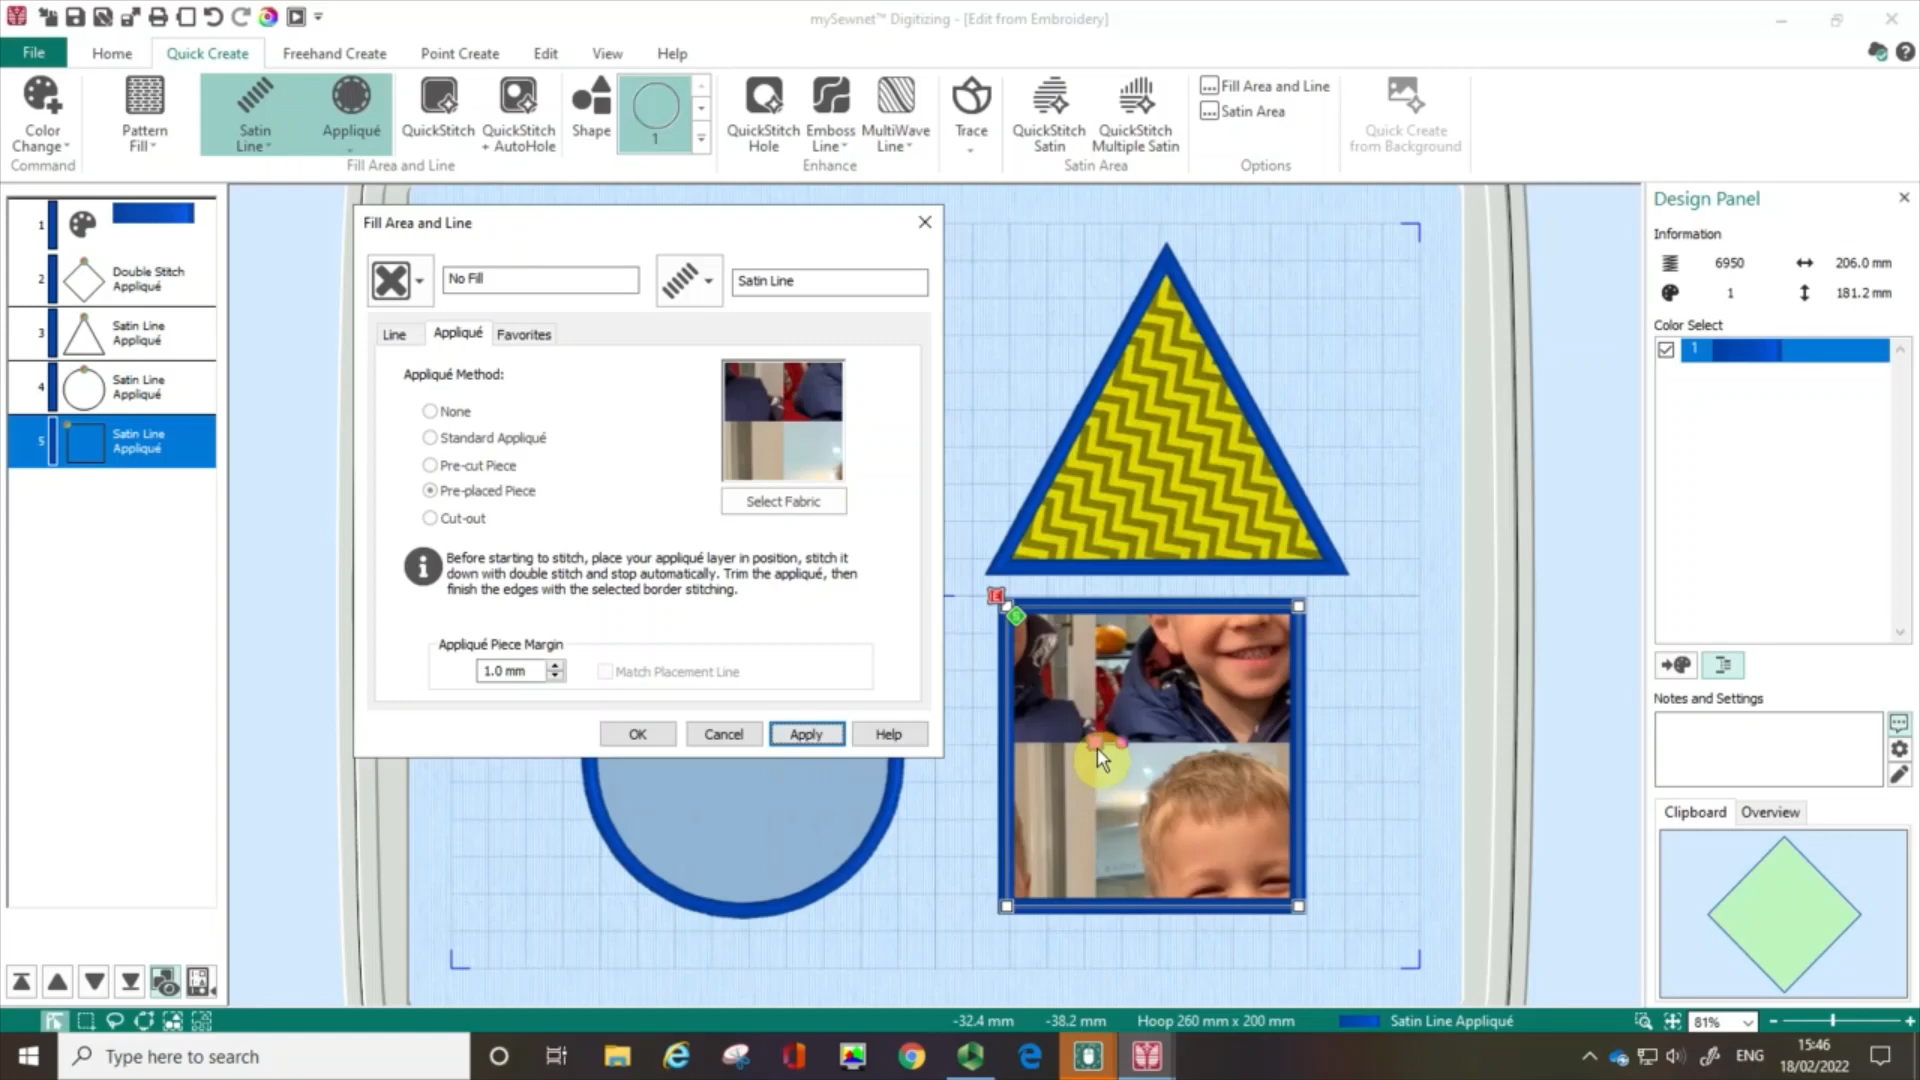 mySewnet™ Digitizing - [Edit from Embroidery]
File
Home
Quick Create
Freehand Create
Point Create
Edit
View
Help
Color
Change
Command
Pattern
Fill
Satin
Line
Appliqué
QuickStitch
QuickStitch
+ AutoHole
Shape
1
Fill Area and Line
QuickStitch
Hole
Emboss
Line
MultiWave
Line
Enhance
Trace
QuickStitch
Satin
QuickStitch
Multiple Satin
Satin Area
Fill Area and Line
Satin Area
Options
Quick Create
from Background
1
2
Double Stitch
Appliqué
3
Satin Line
Appliqué
4
Satin Line
Appliqué
5
Satin Line
Appliqué
Fill Area and Line
No Fill
Satin Line
Line
Appliqué
Favorites
Appliqué Method:
None
Standard Appliqué
Pre-cut Piece
Pre-placed Piece
Cut-out
Select Fabric
Before starting to stitch, place your appliqué layer in position, stitch it
down with double stitch and stop automatically. Trim the appliqué, then
finish the edges with the selected border stitching.
Appliqué Piece Margin
1.0 mm
Match Placement Line
OK
Cancel
Apply
Help
E
S
Design Panel
Information
6950
206.0 mm
1
181.2 mm
Color Select
1
Notes and Settings
Clipboard
Overview
-32.4 mm
-38.2 mm
Hoop 260 mm x 200 mm
Satin Line Appliqué
81%
Type here to search
ENG
15:46
18/02/2022